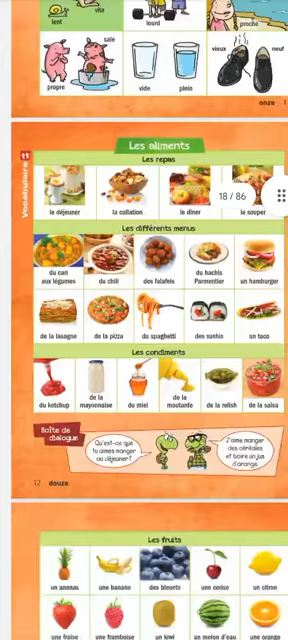 lent
vite
lourd
proche
sale
vieux
neuf
propre
vide
plein
onze
Vocabulaire
Les aliments
Les repas
18 / 86
le déjeuner
la collation
le dîner
le souper
Les différents menus
du cari
aux légumes
du chili
des falafels
du hachis
Parmentier
un hamburger
de la lasagne
de la pizza
du spaghetti
des sushis
un taco
Les condiments
du ketchup
de la
mayonnaise
du miel
de la
moutarde
de la relish
de la salsa
Boîte de
dialogue
Qu'est-ce que
tu aimes manger
au déjeuner?
J'aime manger
des céréales
et boire un jus
d'orange.
12 douze
Les fruits
un ananas
une banane
des bleuets
une cerise
un citron
une fraise
une framboise
un kiwi
un melon d'eau
une orange